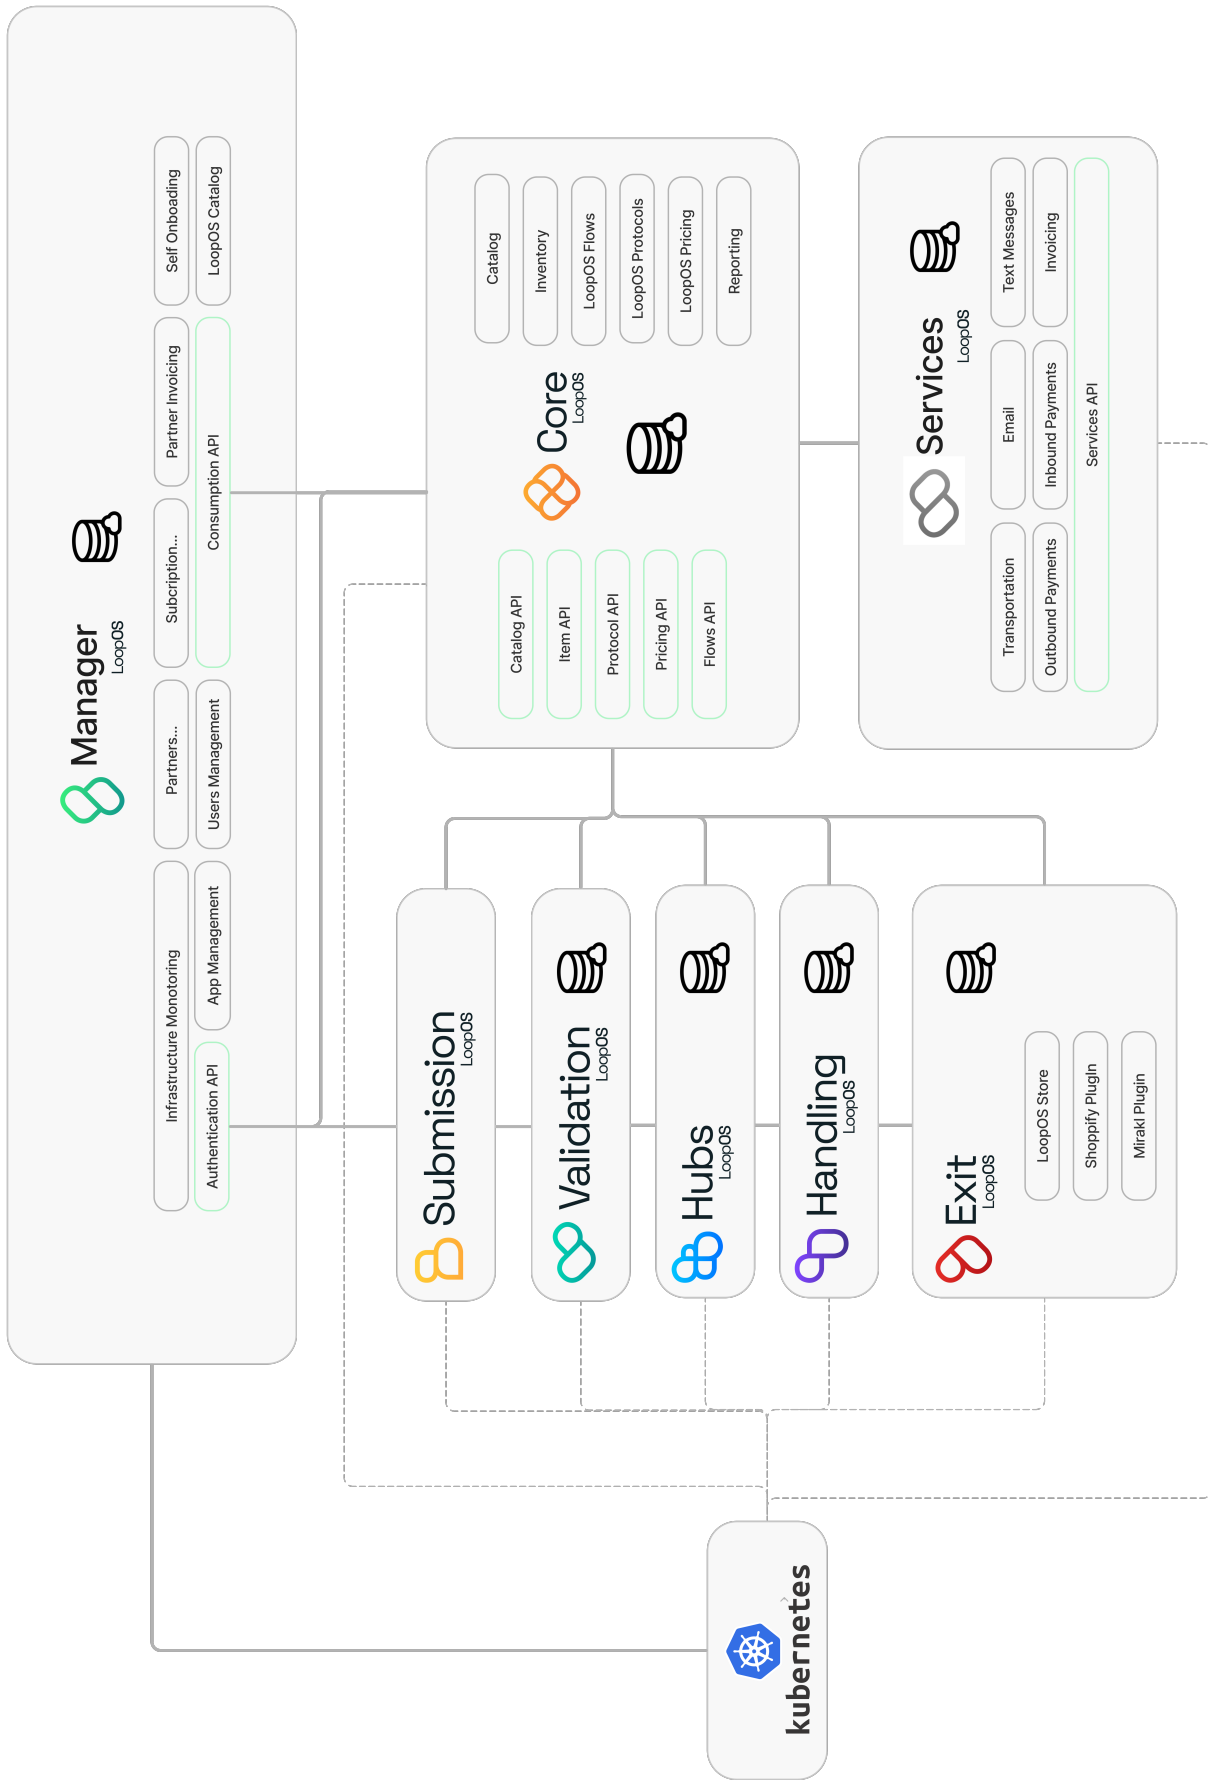 Manager
LoopOS
Infrastructure Monotoring
Partners...
Subcription...
Partner Invoicing
Self Onboading
Authentication API
App Management
Users Management
Consumption API
LoopOS Catalog
Submission
LoopOS
Validation
LoopOS
Hubs
LoopOS
Handling
LoopOS
Exit
LoopOS
LoopOS Store
Shoppify PlugIn
Mirakl Plugin
Core
LoopOS
Catalog API
Item API
Protocol API
Pricing API
Flows API
Catalog
Inventory
LoopOS Flows
LoopOS Protocols
LoopOS Pricing
Reporting
Services
LoopOS
Transportation
Email
Text Messages
Outbound Payments
Inbound Payments
Invoicing
Services API
kubernetes